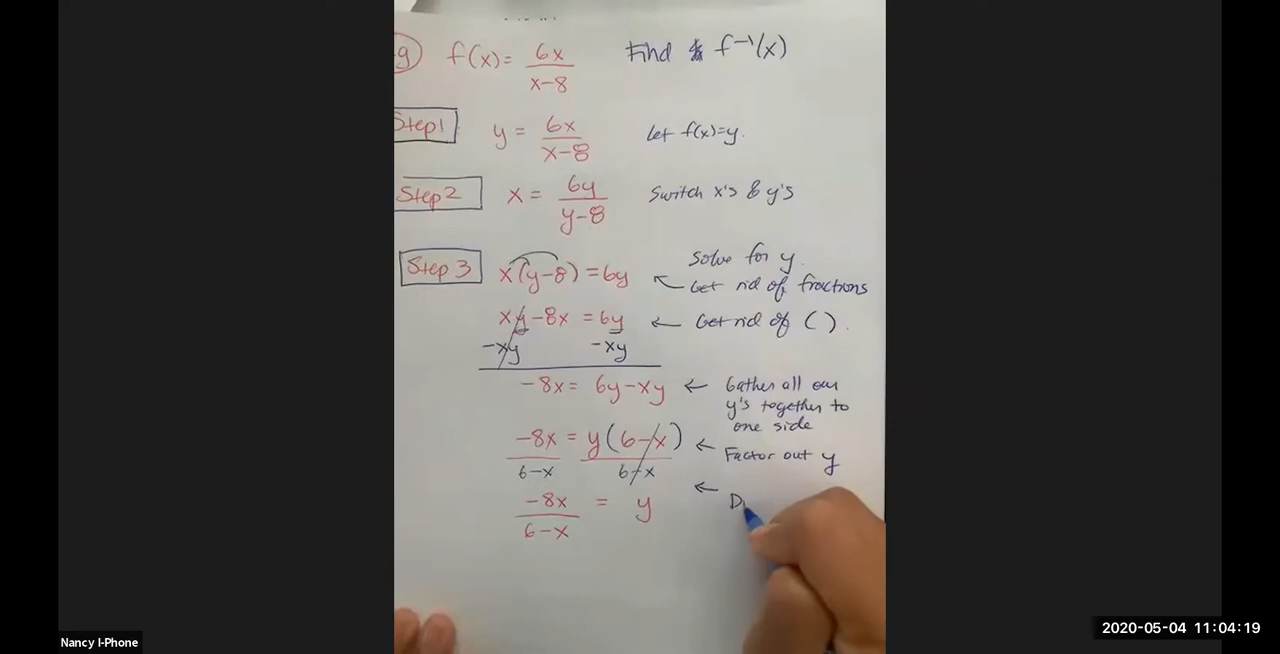 g f(x) = 6x / x-8 Find f⁻¹(x)
Step 1 y = 6x / x-8 Let f(x)=y.
Step 2 x = 6y / y-8 Switch x's & y's
Solve for y.
Step 3 x(y-8) = 6y ← Get rid of fractions
xy - 8x = 6y ← Get rid of ( ).
-xy -xy
-8x = 6y - xy ← Gather all our
y's together to
one side
-8x = y(6-x) ← Factor out y
6-x 6-x
-8x / 6-x = y ← D
Nancy I-Phone
2020-05-04 11:04:19